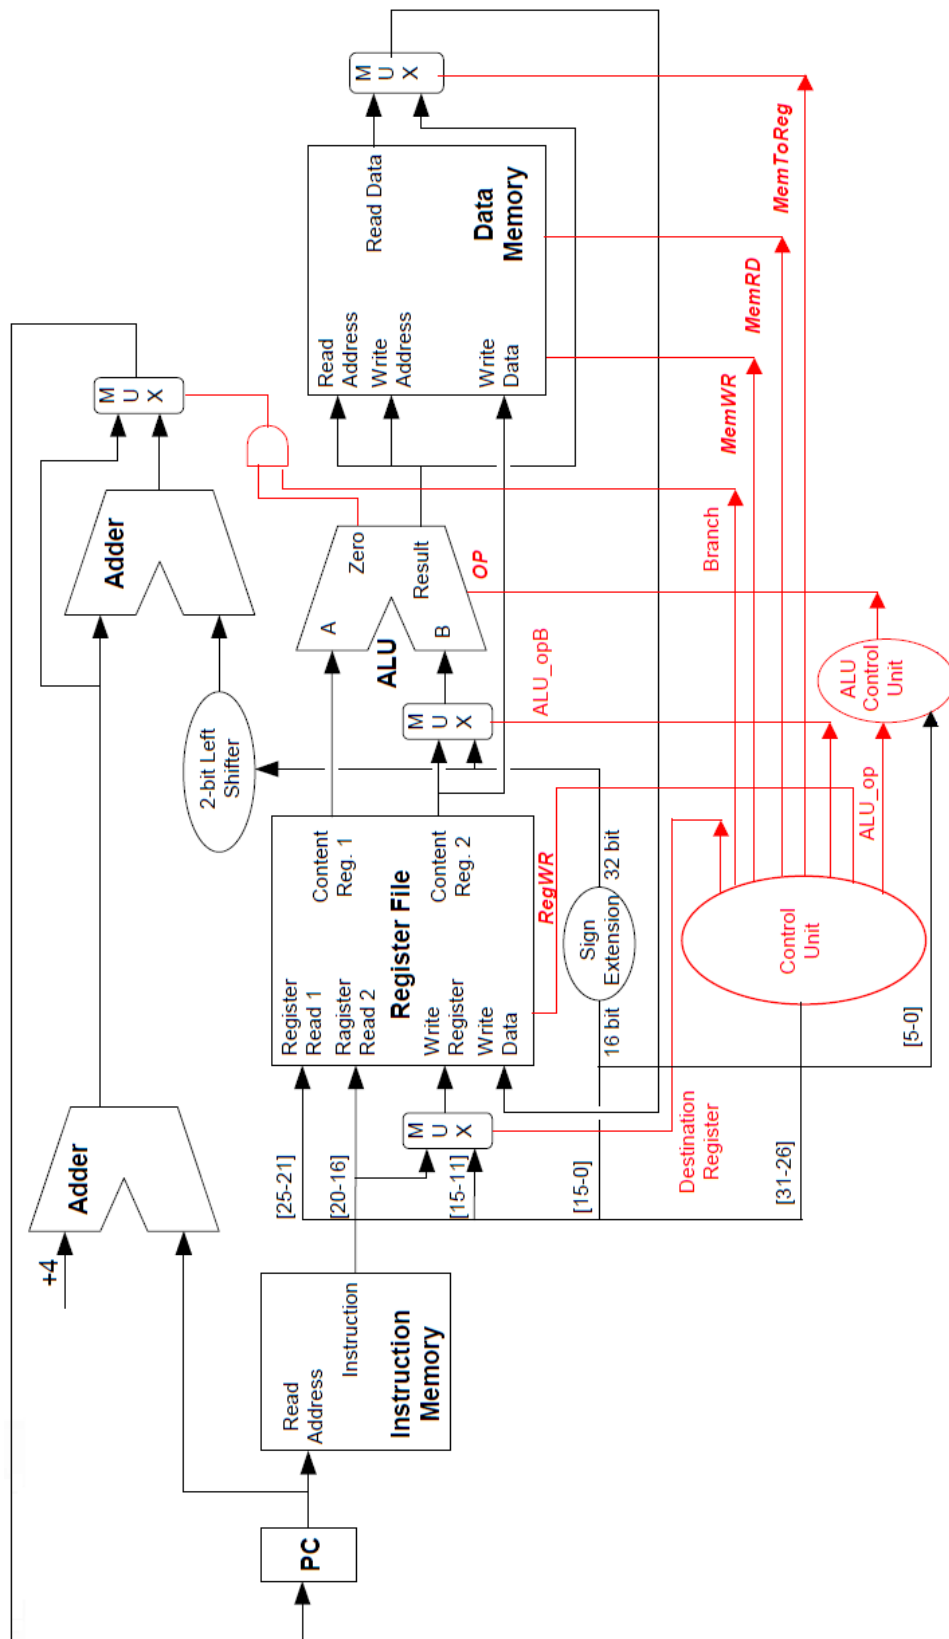 +4
Adder
Adder
M
U
X
PC
Read
Address
Instruction
Instruction
Memory
[25-21]
[20-16]
[15-11]
[15-0]
[31-26]
[5-0]
M
U
X
Destination
Register
Register
Read 1
Ragister
Read 2
Write
Register
Write
Data
Register File
Content
Reg. 1
Content
Reg. 2
RegWR
16 bit
Sign
Extension
32 bit
2-bit Left
Shifter
M
U
X
ALU_opB
A
B
ALU
Zero
Result
OP
Read
Address
Write
Address
Write
Data
Read Data
Data
Memory
M
U
X
Control
Unit
ALU_op
ALU
Control
Unit
Branch
MemWR
MemRD
MemToReg